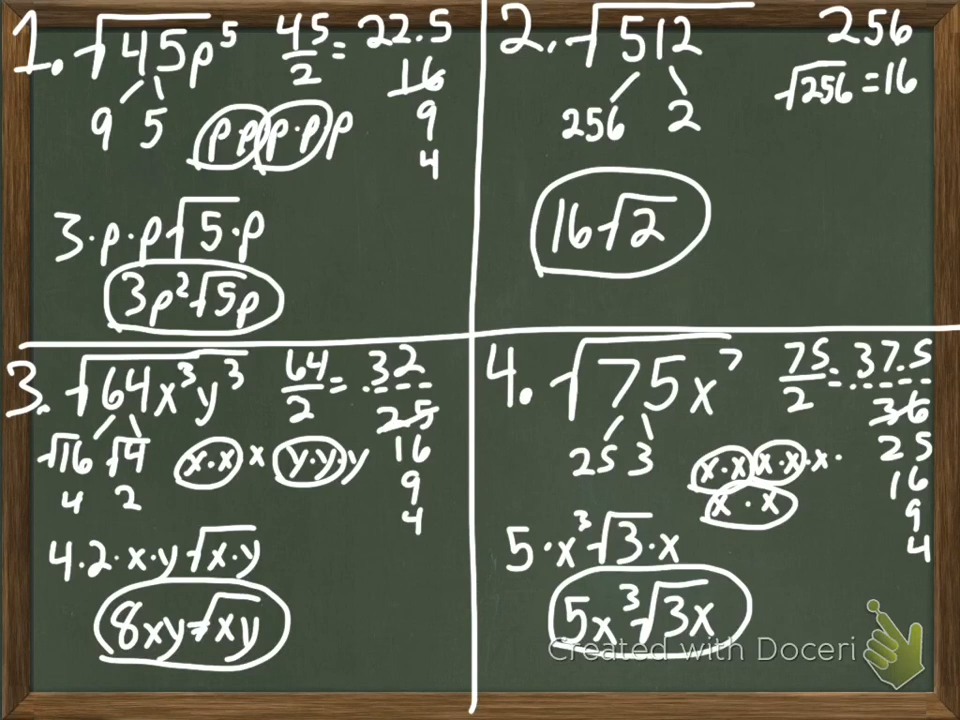 1. √45p⁵ 45/2 = 22.5
16
9 5 p·p p·p p 9
4
3·p·p√5·p
3p²√5p
2. √512 256
√256 = 16
256 2
16√2
3. √64x³y³ 64/2 = 32
25
√16 √4 x·x x y·y y 16
4 2 9
4
4·2·x·y√x·y
8xy√xy
4. √75x⁷ 75/2 = 37.5
36
25 3 x·x x·x·x· 25
x·x 16
9
4
5·x³√3·x
5x³√3x
Created with Doceri